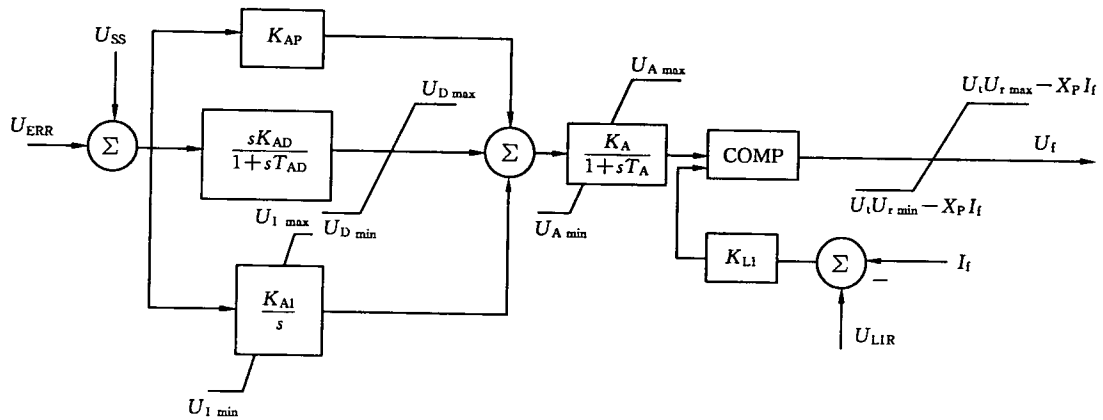 U_SS
K_AP
U_A max
U_D max
U_t U_r max − X_P I_f
U_ERR
Σ
sK_AD
1+sT_AD
Σ
K_A
1+sT_A
COMP
U_f
U_I max
U_D min
U_A min
U_t U_r min − X_P I_f
K_A1
s
K_L1
Σ
−
I_f
U_LIR
U_I min